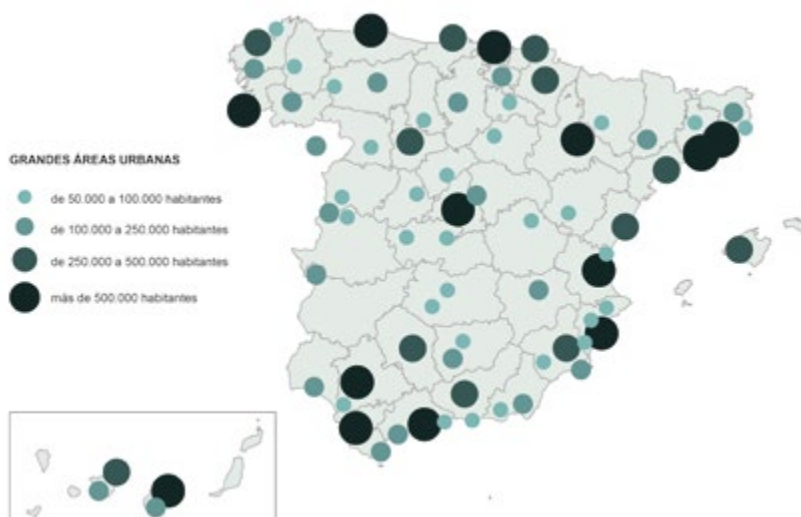 GRANDES ÁREAS URBANAS
de 50.000 a 100.000 habitantes
de 100.000 a 250.000 habitantes
de 250.000 a 500.000 habitantes
más de 500.000 habitantes